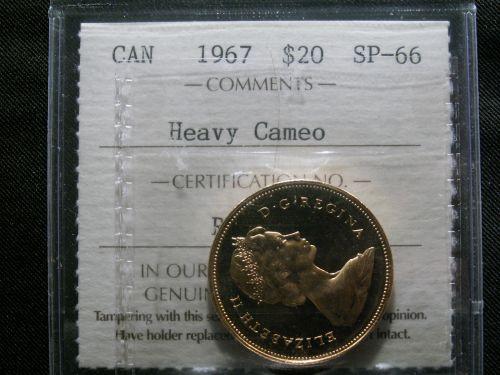 CAN 1967 $20 SP-66
— COMMENTS —
Heavy Cameo
— CERTIFICATION NO. —
IN OUR
GENUIN
Tampering with this se opinion.
Have holder replace intact.
D·G·REGINA
ELIZABETH II